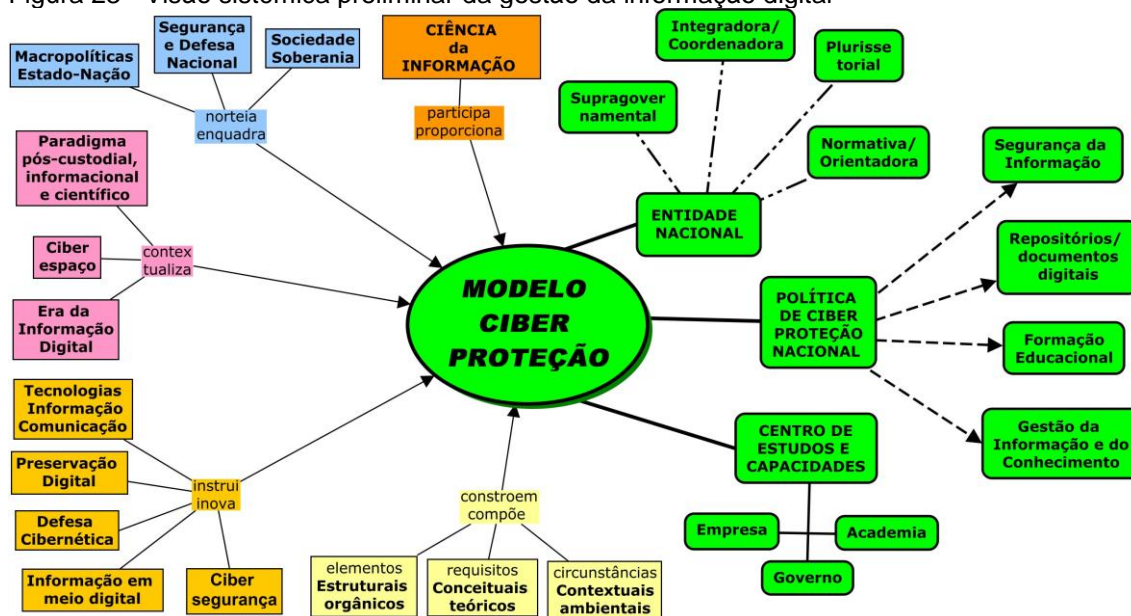 Figura 28 - Visão sistêmica preliminar da gestão da informação digital
Macropolíticas
Estado-Nação
Segurança
e Defesa
Nacional
Sociedade
Soberania
norteia
enquadra
CIÊNCIA
da
INFORMAÇÃO
participa
proporciona
Paradigma
pós-custodial,
informacional
e científico
Ciber
espaço
Era da
Informação
Digital
contex
tualiza
Tecnologias
Informação
Comunicação
Preservação
Digital
Defesa
Cibernética
Informação em
meio digital
Ciber
segurança
instrui
inova
constroem
compõe
elementos
Estruturais
orgânicos
requisitos
Conceituais
teóricos
circunstâncias
Contextuais
ambientais
MODELO
CIBER
PROTEÇÃO
Supragover
namental
Integradora/
Coordenadora
Plurisse
torial
Normativa/
Orientadora
ENTIDADE
NACIONAL
POLÍTICA
DE CIBER
PROTEÇÃO
NACIONAL
Segurança da
Informação
Repositórios/
documentos
digitais
Formação
Educacional
Gestão da
Informação e do
Conhecimento
CENTRO DE
ESTUDOS E
CAPACIDADES
Empresa
Academia
Governo